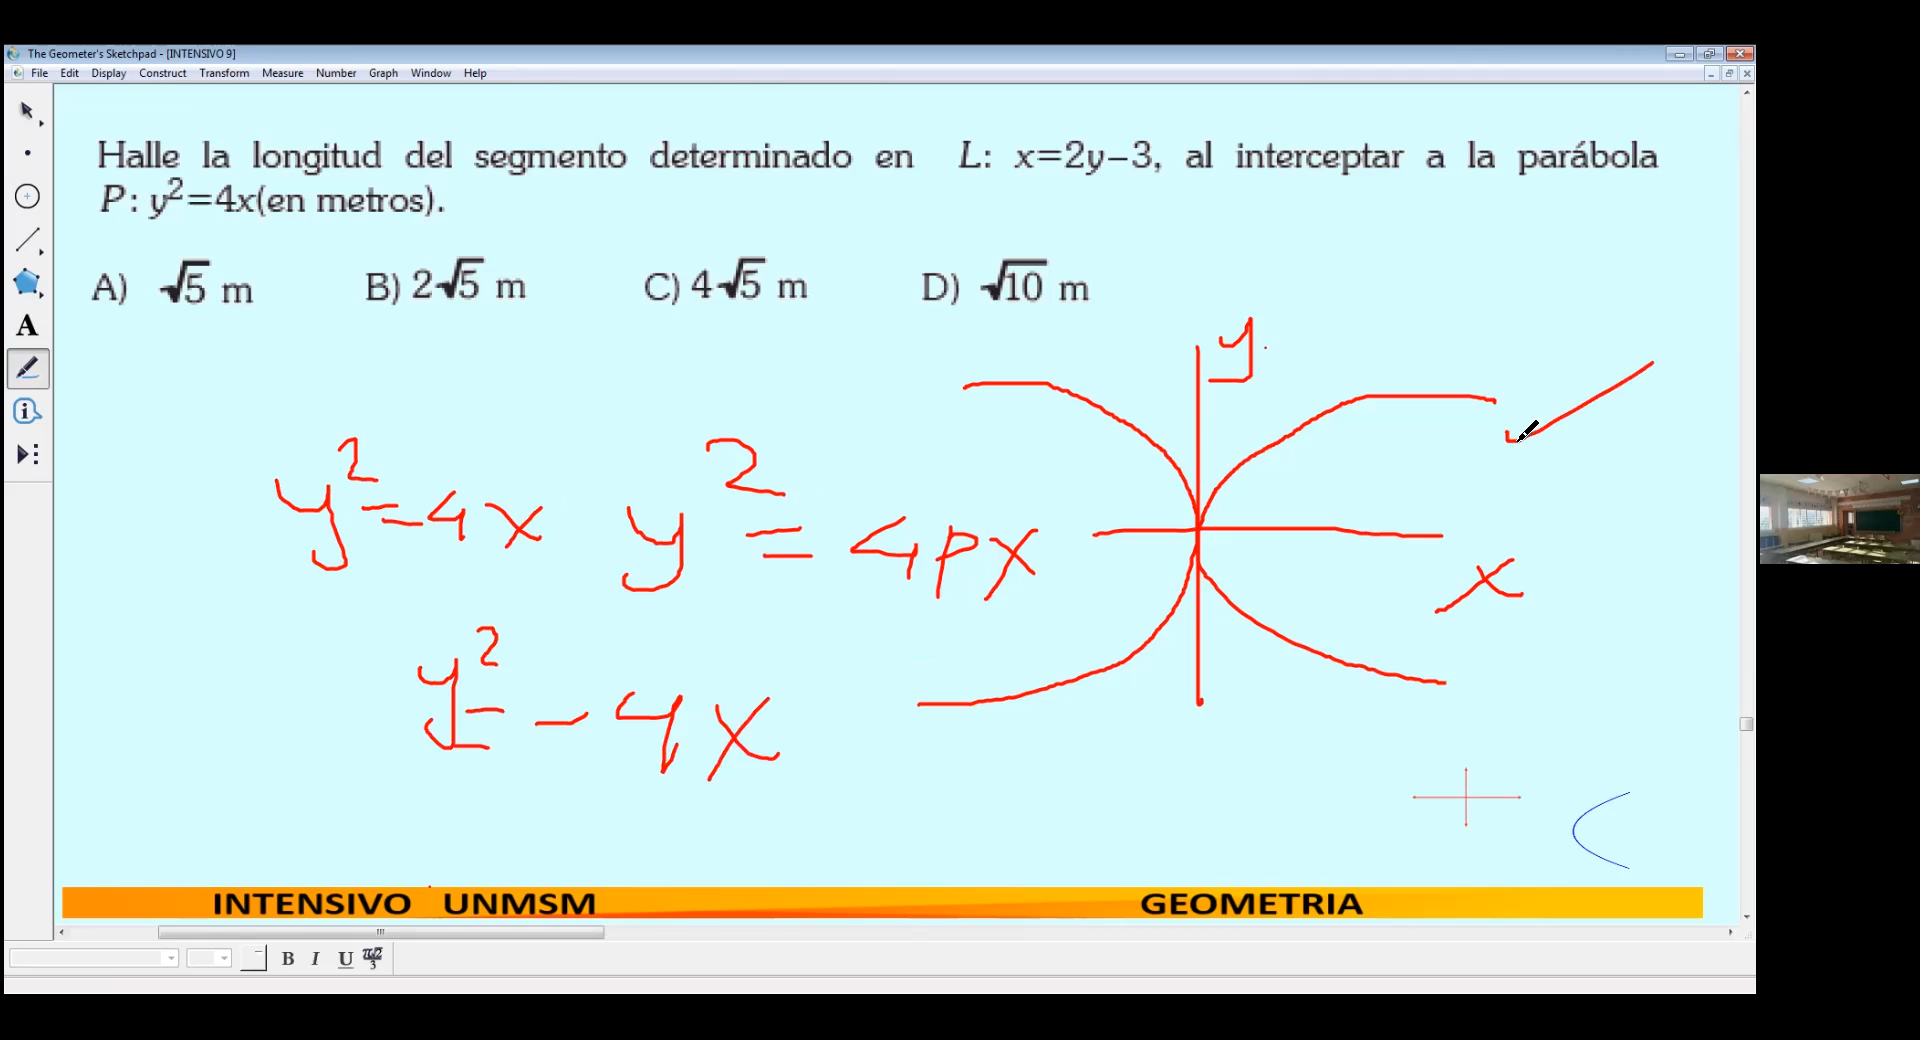 The Geometer's Sketchpad - [INTENSIVO 9]
File Edit Display Construct Transform Measure Number Graph Window Help
Halle la longitud del segmento determinado en L: x=2y−3, al interceptar a la parábola
P: y²=4x(en metros).
A) √5 m B) 2√5 m C) 4√5 m D) √10 m
y
y²=4x y²=4px
x
y²=−4x
A
INTENSIVO UNMSM GEOMETRIA
B I U